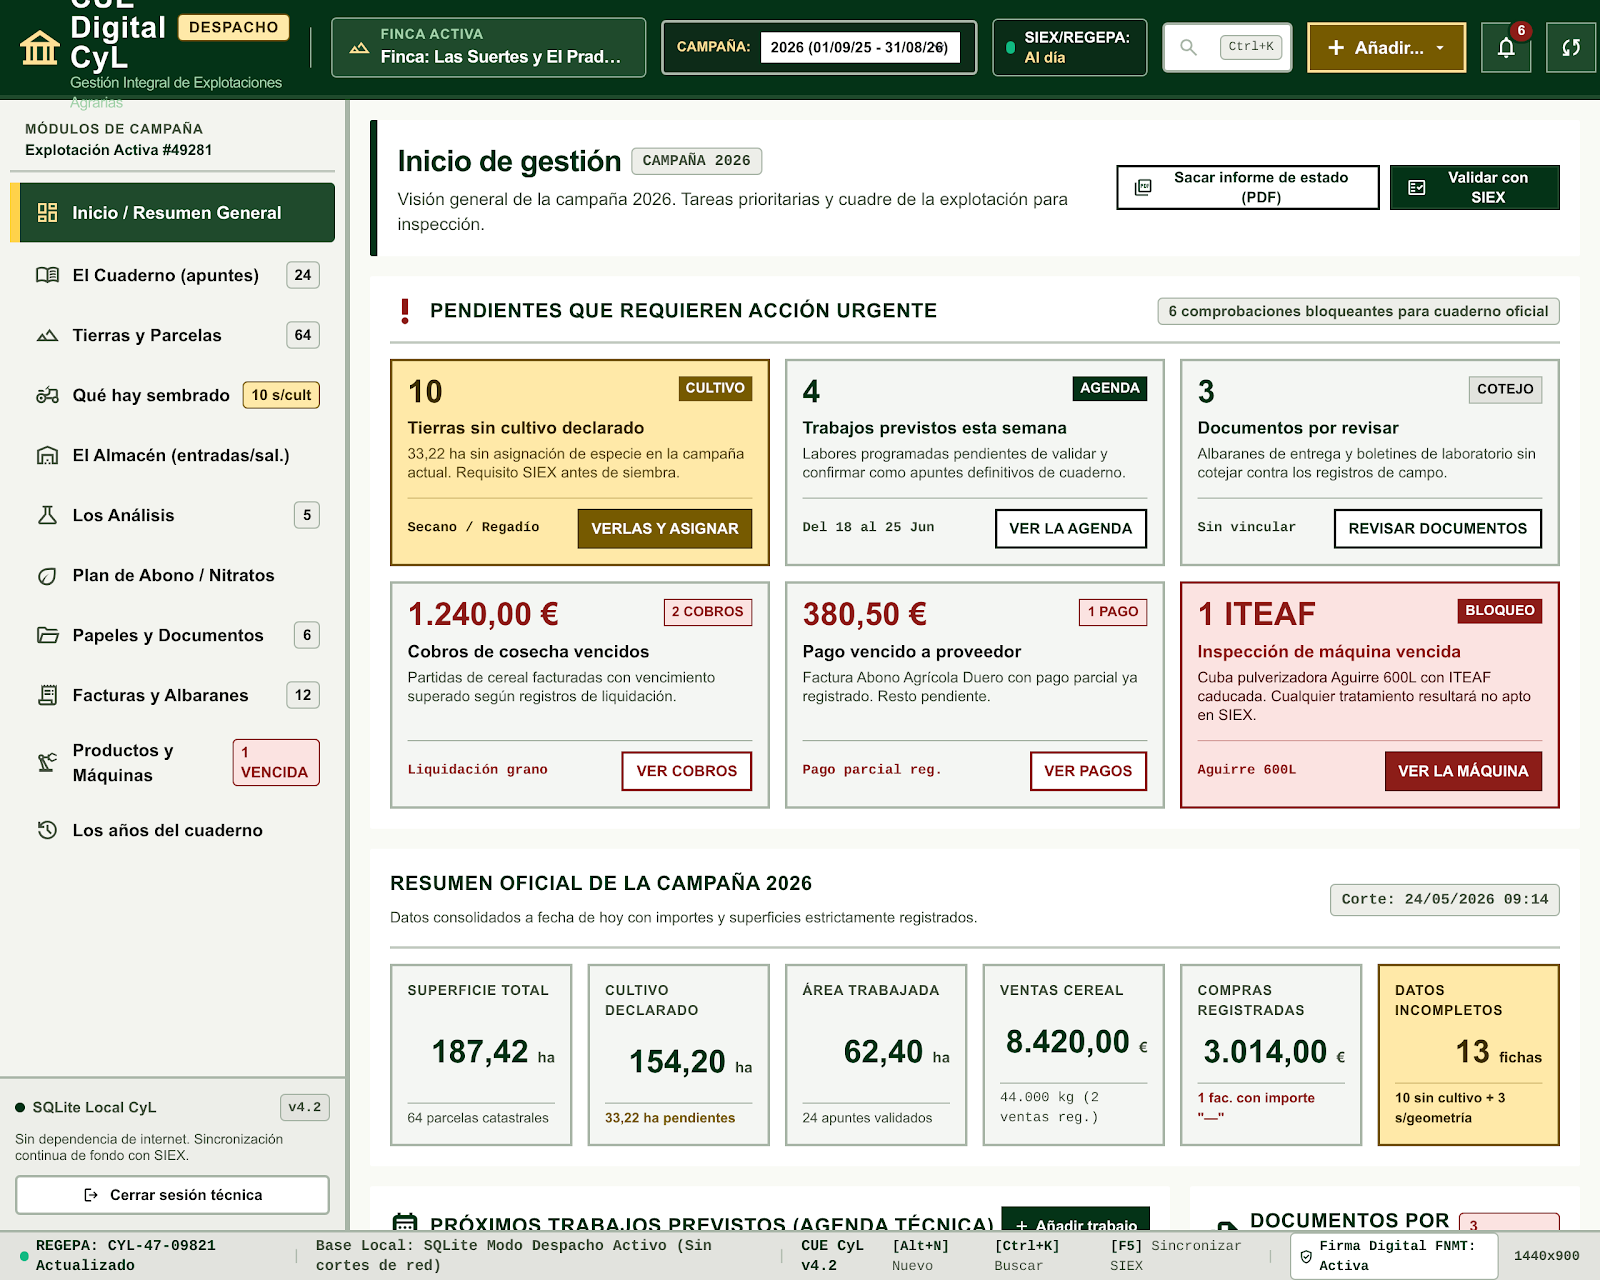 CUE
Digital
CyL
DESPACHO
Gestión Integral de Explotaciones
Agrarias
FINCA ACTIVA
Finca: Las Suertes y El Prad...
CAMPAÑA:
2026 (01/09/25 - 31/08/26)
SIEX/REGEPA:
Al día
Ctrl+K
Añadir...
6
MÓDULOS DE CAMPAÑA
Explotación Activa #49281
Inicio / Resumen General
El Cuaderno (apuntes) 24
Tierras y Parcelas 64
Qué hay sembrado 10 s/cult
El Almacén (entradas/sal.)
Los Análisis 5
Plan de Abono / Nitratos
Papeles y Documentos 6
Facturas y Albaranes 12
Productos y
Máquinas
1
VENCIDA
Los años del cuaderno
SQLite Local CyL v4.2
Sin dependencia de internet. Sincronización
continua de fondo con SIEX.
Cerrar sesión técnica
Inicio de gestión CAMPAÑA 2026
Visión general de la campaña 2026. Tareas prioritarias y cuadre de la explotación para
inspección.
PDF
Sacar informe de estado
(PDF)
Validar con
SIEX
PENDIENTES QUE REQUIEREN ACCIÓN URGENTE
6 comprobaciones bloqueantes para cuaderno oficial
10 CULTIVO
Tierras sin cultivo declarado
33,22 ha sin asignación de especie en la campaña
actual. Requisito SIEX antes de siembra.
Secano / Regadío VERLAS Y ASIGNAR
4 AGENDA
Trabajos previstos esta semana
Labores programadas pendientes de validar y
confirmar como apuntes definitivos de cuaderno.
Del 18 al 25 Jun VER LA AGENDA
3 COTEJO
Documentos por revisar
Albaranes de entrega y boletines de laboratorio sin
cotejar contra los registros de campo.
Sin vincular REVISAR DOCUMENTOS
1.240,00 € 2 COBROS
Cobros de cosecha vencidos
Partidas de cereal facturadas con vencimiento
superado según registros de liquidación.
Liquidación grano VER COBROS
380,50 € 1 PAGO
Pago vencido a proveedor
Factura Abono Agrícola Duero con pago parcial ya
registrado. Resto pendiente.
Pago parcial reg. VER PAGOS
1 ITEAF BLOQUEO
Inspección de máquina vencida
Cuba pulverizadora Aguirre 600L con ITEAF
caducada. Cualquier tratamiento resultará no apto
en SIEX.
Aguirre 600L VER LA MÁQUINA
RESUMEN OFICIAL DE LA CAMPAÑA 2026
Datos consolidados a fecha de hoy con importes y superficies estrictamente registrados.
Corte: 24/05/2026 09:14
SUPERFICIE TOTAL
187,42 ha
64 parcelas catastrales
CULTIVO
DECLARADO
154,20 ha
33,22 ha pendientes
ÁREA TRABAJADA
62,40 ha
24 apuntes validados
VENTAS CEREAL
8.420,00 €
44.000 kg (2
ventas reg.)
COMPRAS
REGISTRADAS
3.014,00 €
1 fac. con importe
"—"
DATOS
INCOMPLETOS
13 fichas
10 sin cultivo + 3
s/geometría
PRÓXIMOS TRABAJOS PREVISTOS (AGENDA TÉCNICA)
Añadir trabajo
DOCUMENTOS POR
3
REGEPA: CYL-47-09821
Actualizado
Base Local: SQLite Modo Despacho Activo (Sin
cortes de red)
CUE CyL
v4.2
[Alt+N]
Nuevo
[Ctrl+K]
Buscar
[F5] Sincronizar
SIEX
Firma Digital FNMT:
Activa
1440x900